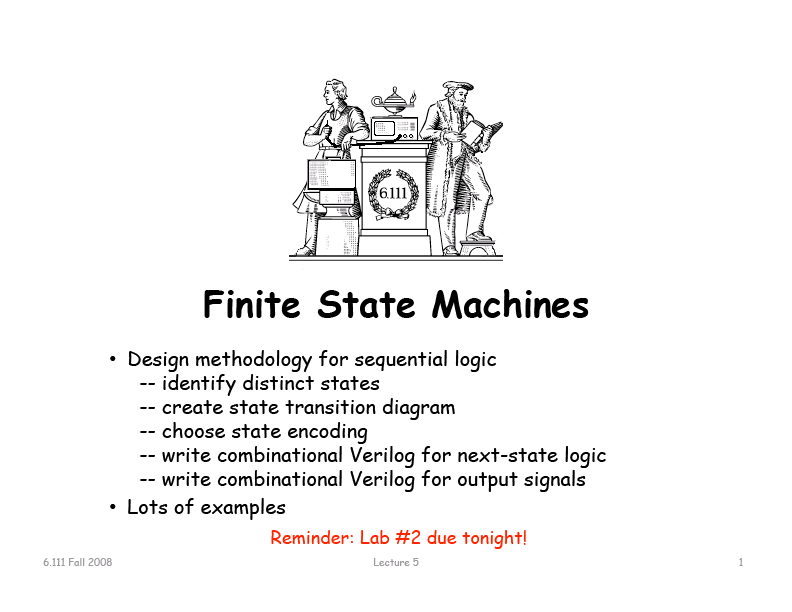 6.111
Finite State Machines
• Design methodology for sequential logic
-- identify distinct states
-- create state transition diagram
-- choose state encoding
-- write combinational Verilog for next-state logic
-- write combinational Verilog for output signals
• Lots of examples
Reminder: Lab #2 due tonight!
6.111 Fall 2008
Lecture 5
1